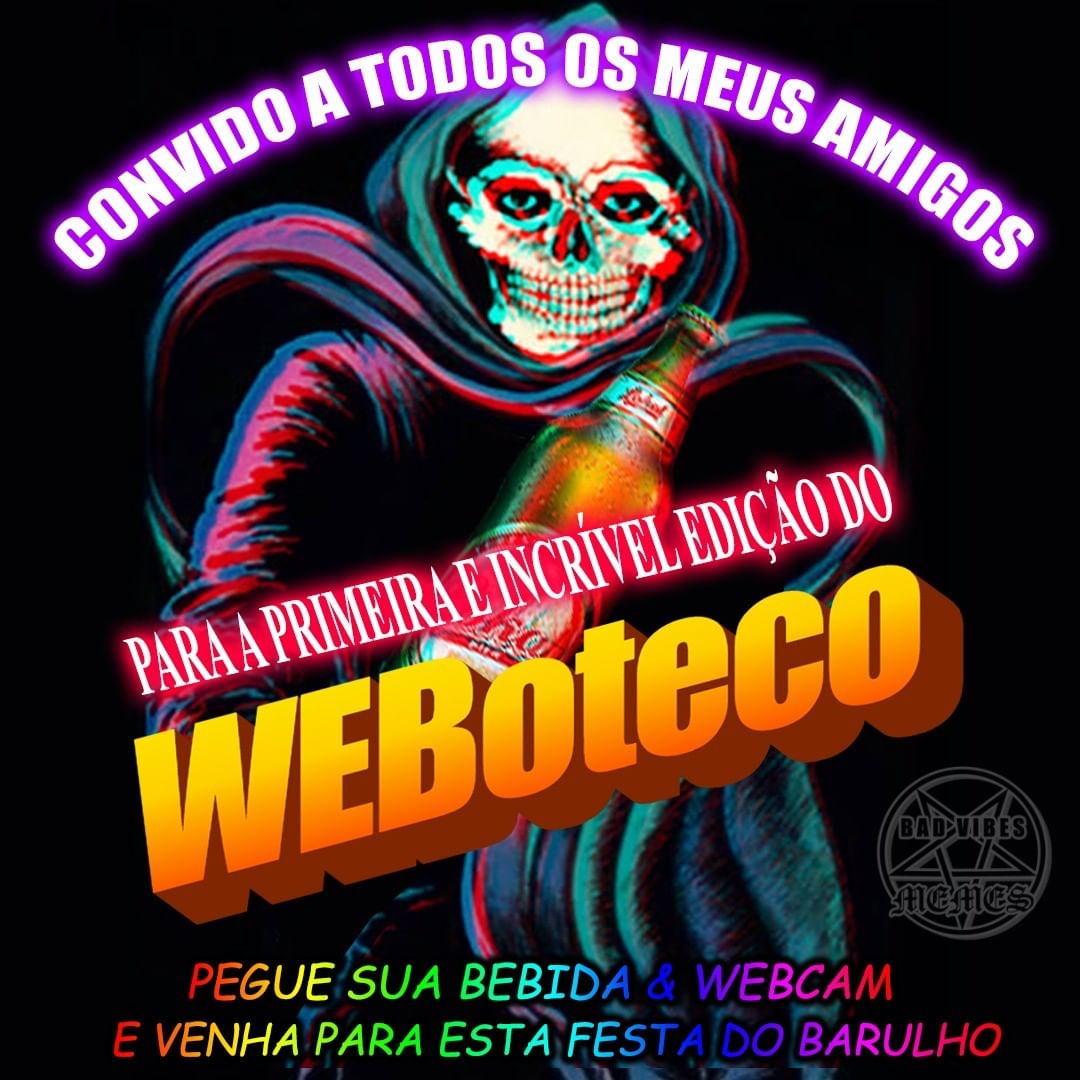 CONVIDO A TODOS OS MEUS AMIGOS
PARA A PRIMEIRA E INCRÍVEL EDIÇÃO DO
WEBoteco
BAD VIBES
MEMES
PEGUE SUA BEBIDA & WEBCAM
E VENHA PARA ESTA FESTA DO BARULHO